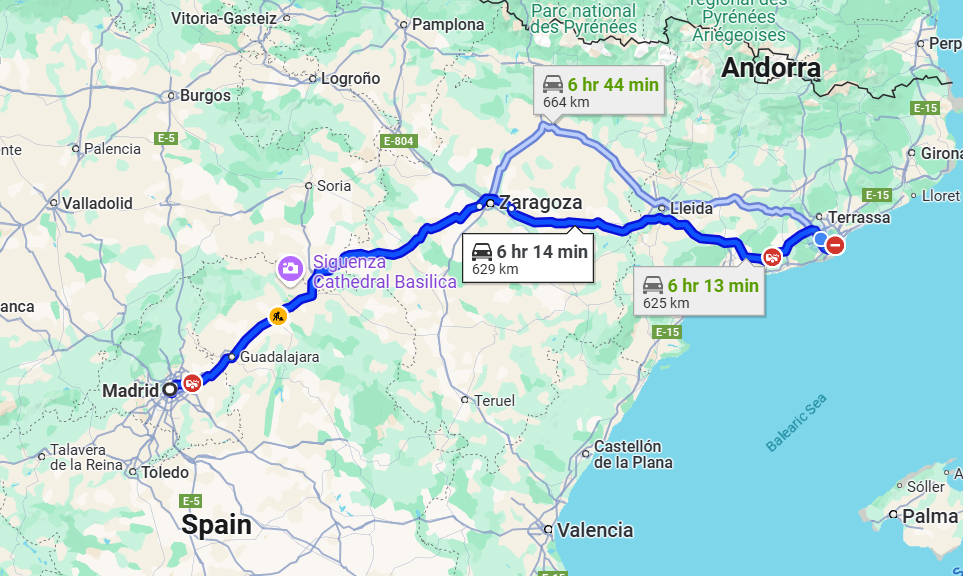 Parc national
des Pyrénées
régional des
Pyrénées
Ariégeoises
Vitoria-Gasteiz
Pamplona
Perp
Andorra
6 hr 44 min
664 km
Logroño
Burgos
E-15
E-5
E-804
ente
Palencia
Girona
Soria
E-15
Lloret
Valladolid
Zaragoza
Lleida
Terrassa
6 hr 14 min
629 km
Sigüenza
Cathedral Basilica
6 hr 13 min
625 km
anca
E-15
Guadalajara
Madrid
Teruel
Balearic Sea
Talavera
de la Reina
Toledo
Castellón
de la Plana
E-5
Sóller
A
Spain
Valencia
Palma
E-15